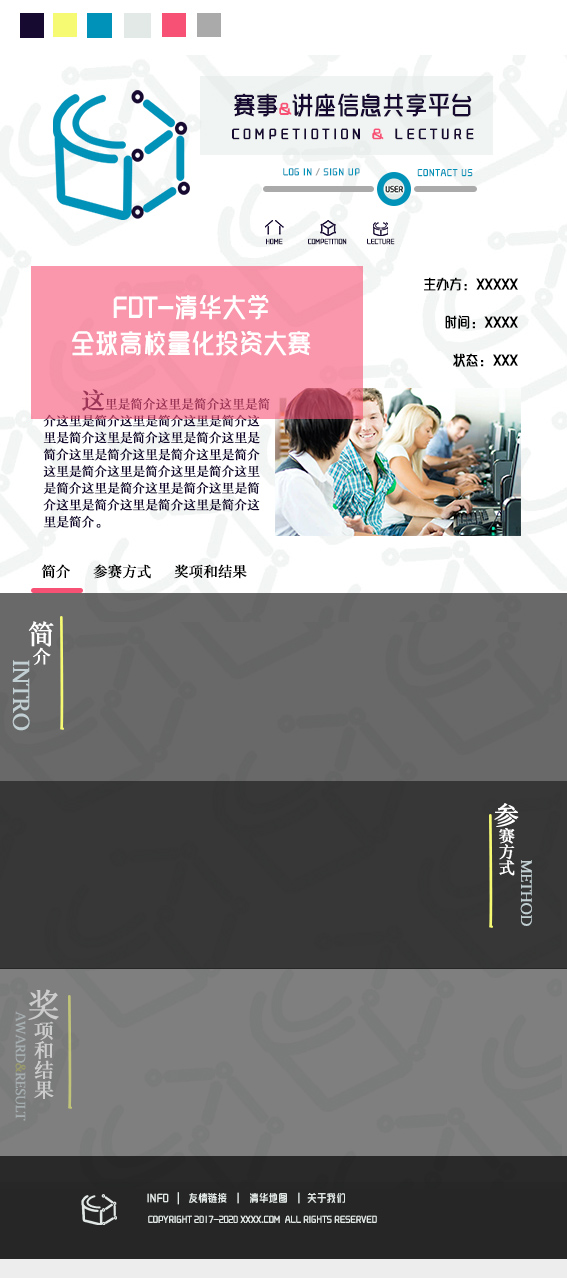 赛事&讲座信息共享平台
COMPETIOTION & LECTURE
LOG IN / SIGN UP
USER
CONTACT US
HOME
COMPETITION
LECTURE
FDT-清华大学
全球高校量化投资大赛
主办方：XXXXX
时间：XXXX
状态：XXX
这里是简介这里是简介这里是简
介这里是简介这里是简介这里是简介这
里是简介这里是简介这里是简介这里是
简介这里是简介这里是简介这里是简介
这里是简介这里是简介这里是简介这里
是简介这里是简介这里是简介这里是简
介这里是简介这里是简介这里是简介这
里是简介。
简介
参赛方式
奖项和结果
简介
INTRO
参赛方式
METHOD
奖项和结果
AWARD&RESULT
INFO | 友情链接 | 清华地图 | 关于我们
COPYRIGHT 2017-2020 XXXX.COM ALL RIGHTS RESERVED